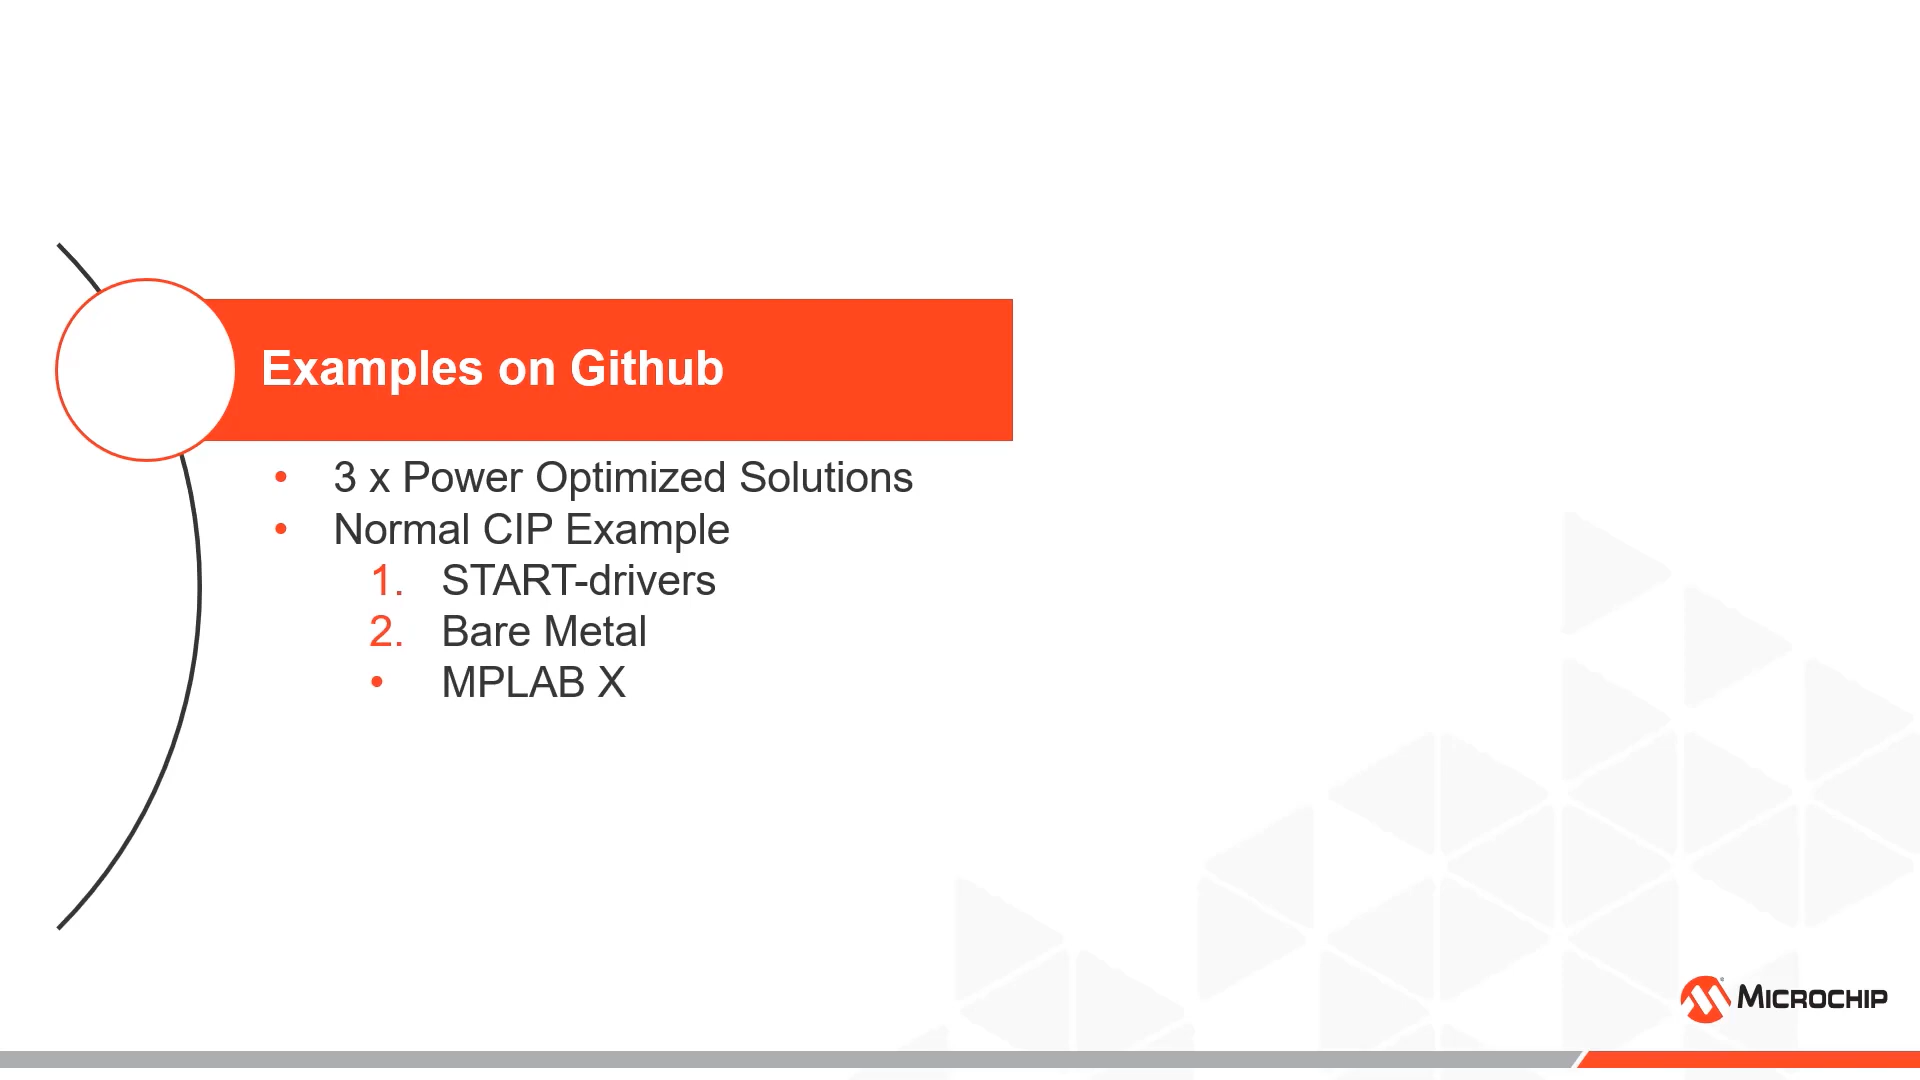 Examples on Github
• 3 x Power Optimized Solutions
• Normal CIP Example
1. START-drivers
2. Bare Metal
• MPLAB X
MICROCHIP